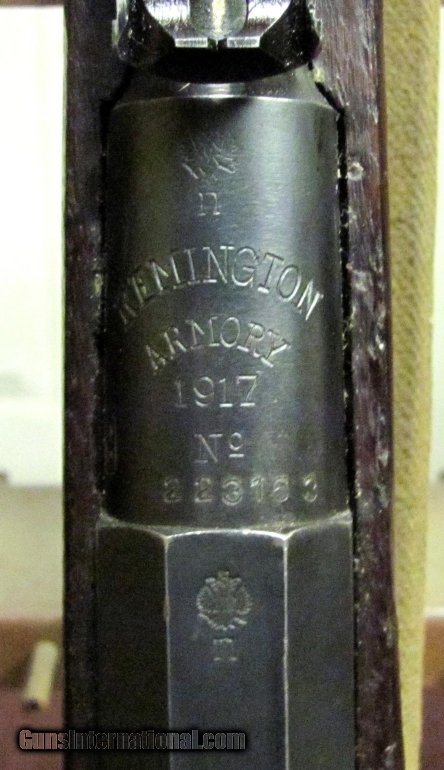 п
REMINGTON
ARMORY
1917
№
223163
п
GunsInternational.com